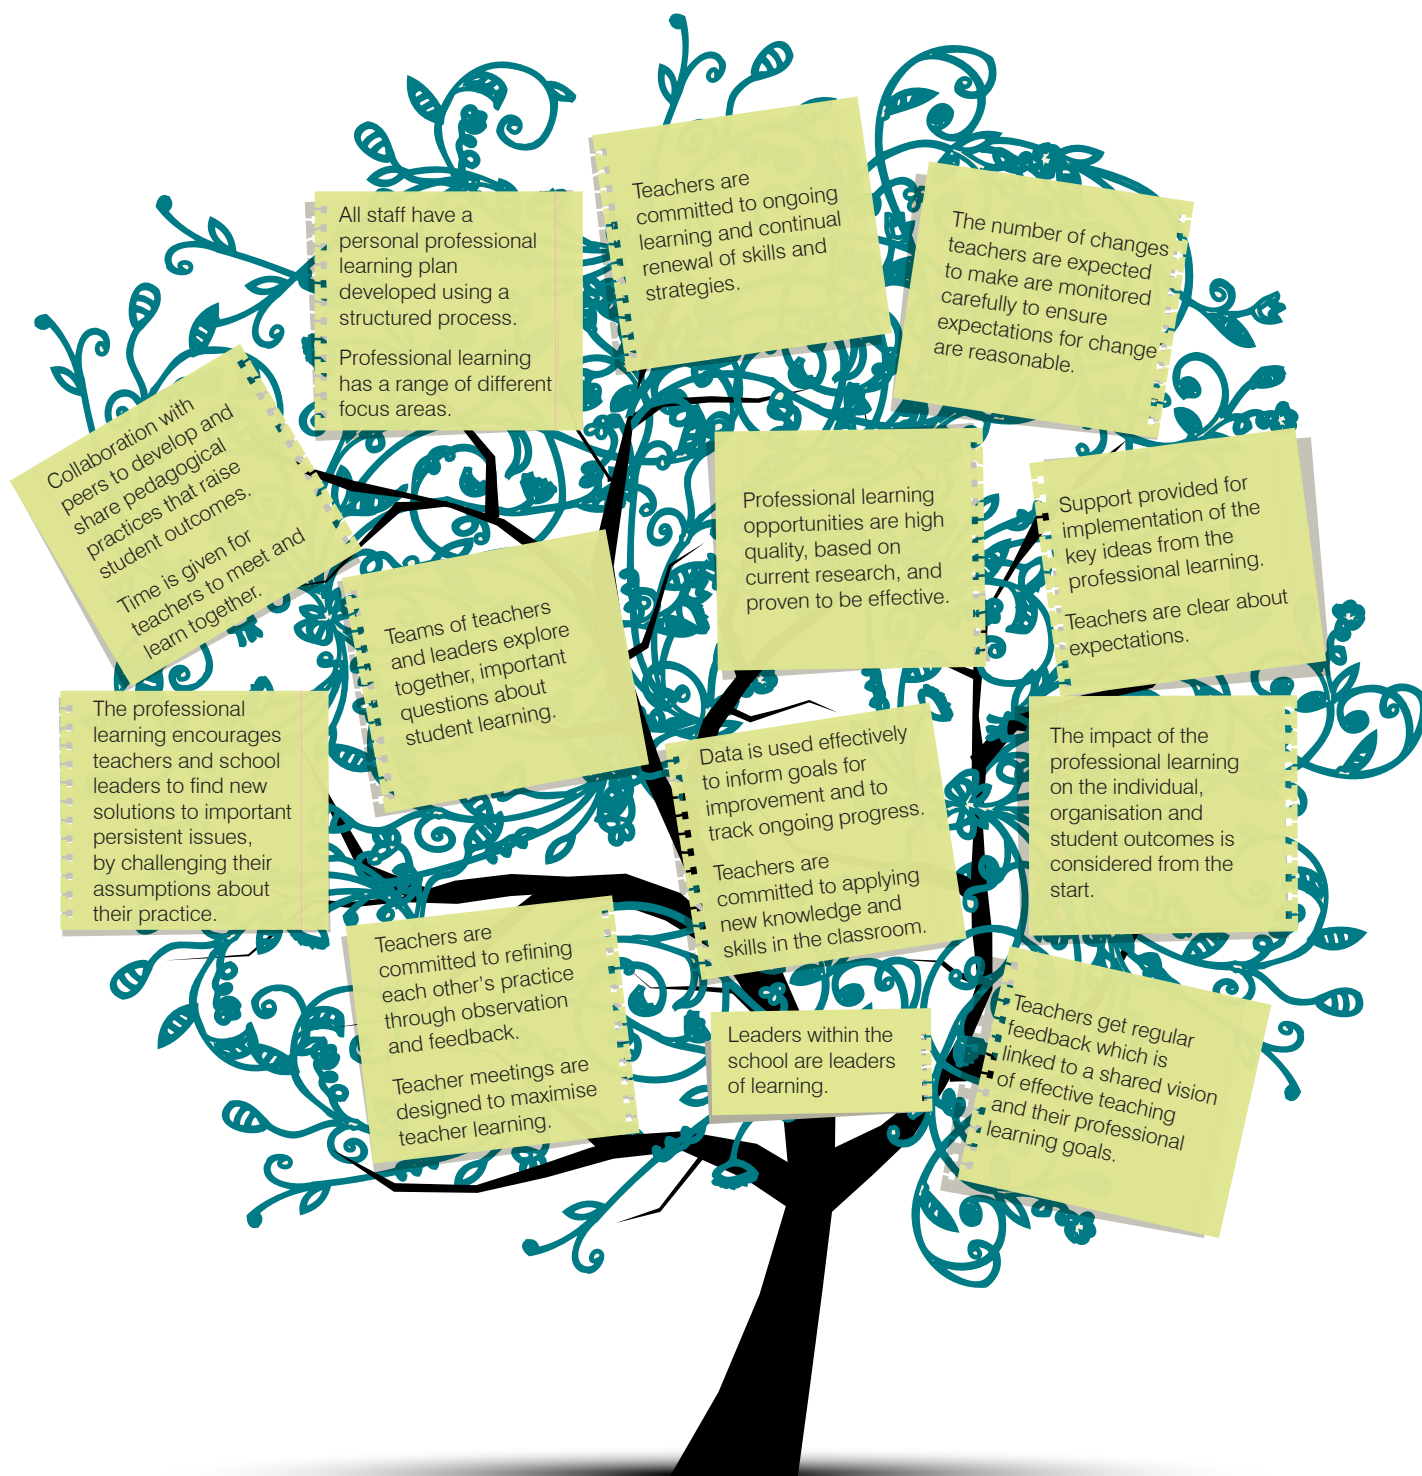 Teachers are
committed to ongoing
learning and continual
renewal of skills and
strategies.
All staff have a
personal professional
learning plan
developed using a
structured process.
Professional learning
has a range of different
focus areas.
The number of changes
teachers are expected
to make are monitored
carefully to ensure
expectations for change
are reasonable.
Collaboration with
peers to develop and
share pedagogical
practices that raise
student outcomes.
Time is given for
teachers to meet and
learn together.
Professional learning
opportunities are high
quality, based on
current research, and
proven to be effective.
Support provided for
implementation of the
key ideas from the
professional learning.
Teachers are clear about
expectations.
Teams of teachers
and leaders explore
together, important
questions about
student learning.
The professional
learning encourages
teachers and school
leaders to find new
solutions to important
persistent issues,
by challenging their
assumptions about
their practice.
Data is used effectively
to inform goals for
improvement and to
track ongoing progress.
Teachers are
committed to applying
new knowledge and
skills in the classroom.
The impact of the
professional learning
on the individual,
organisation and
student outcomes is
considered from the
start.
Teachers are
committed to refining
each other's practice
through observation
and feedback.
Teacher meetings are
designed to maximise
teacher learning.
Leaders within the
school are leaders
of learning.
Teachers get regular
feedback which is
linked to a shared vision
of effective teaching
and their professional
learning goals.